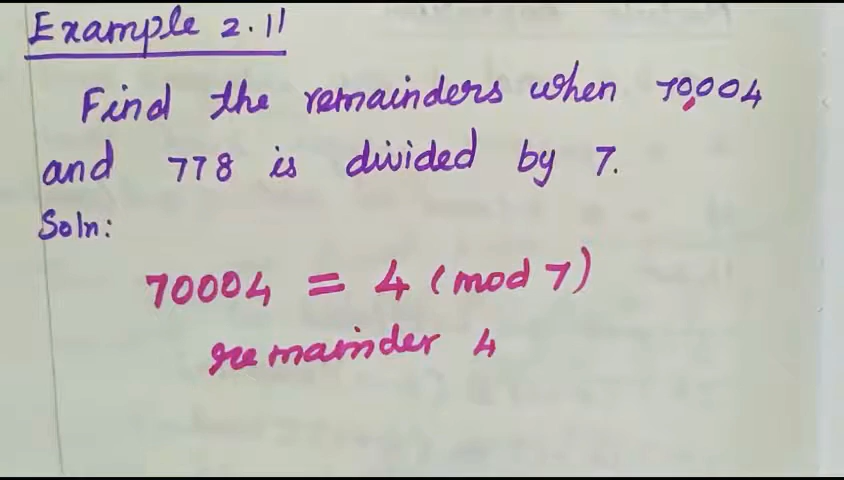 Example 2.11
Find the remainders when 70004
and 778 is divided by 7.
Soln:
70004 = 4 (mod 7)
remainder 4